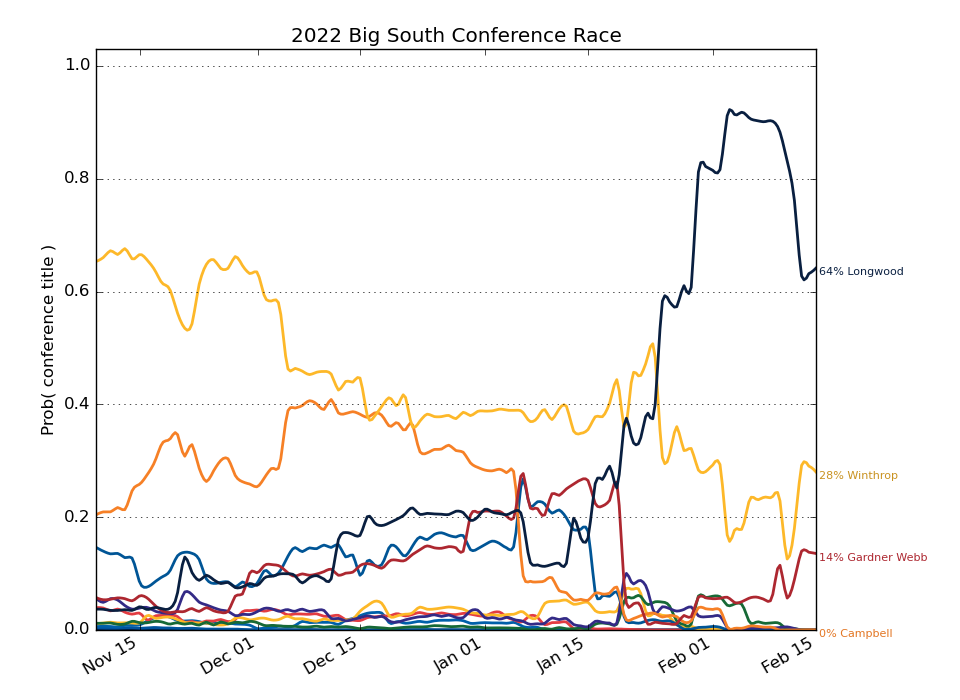 2022 Big South Conference Race
Prob( conference title )
1.0
0.8
0.6
0.4
0.2
0.0
64% Longwood
28% Winthrop
14% Gardner Webb
0% Campbell
Nov 15
Dec 01
Dec 15
Jan 01
Jan 15
Feb 01
Feb 15